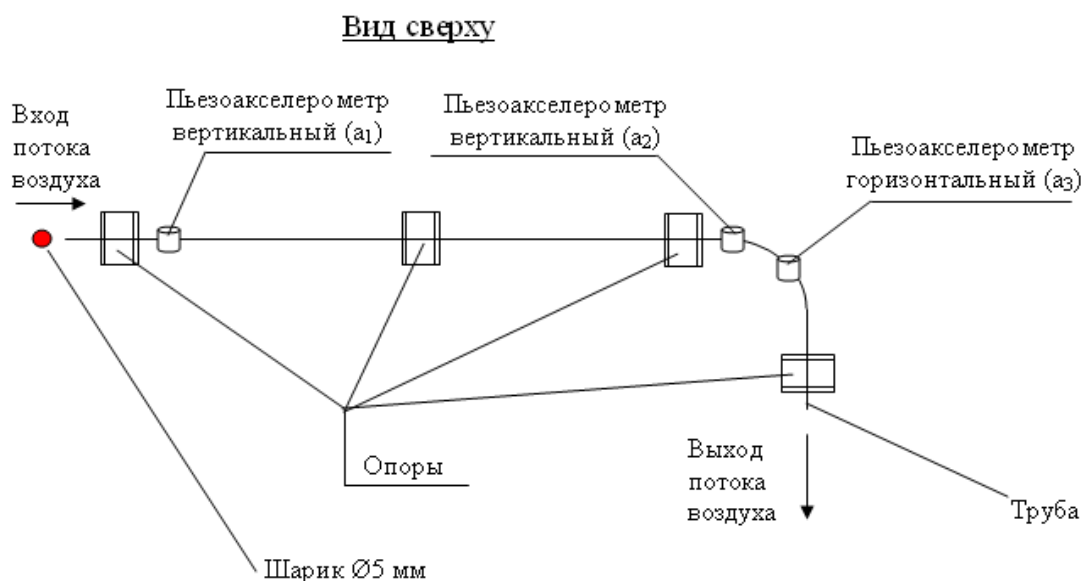 Вид сверху
Вход
потока
воздуха
Пьезоакселерометр
вертикальный (a1)
Пьезоакселерометр
вертикальный (a2)
Пьезоакселерометр
горизонтальный (a3)
Опоры
Выход
потока
воздуха
Труба
Шарик Ø5 мм